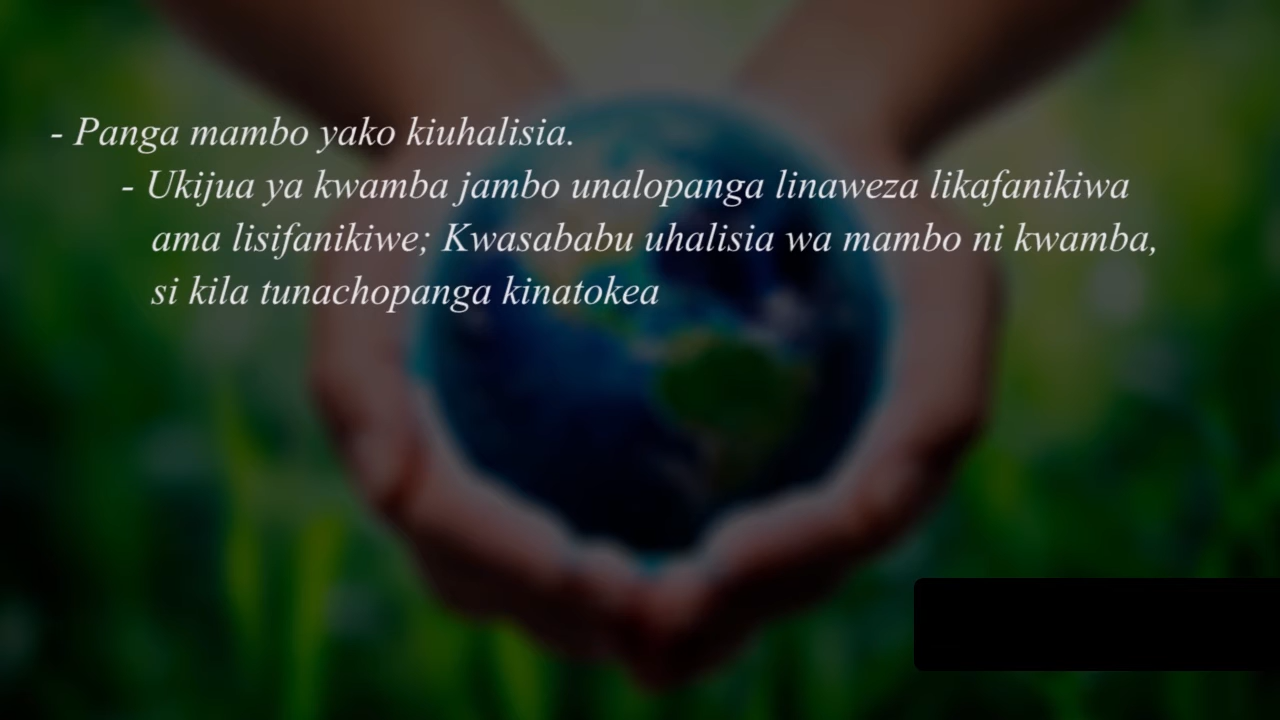 - Panga mambo yako kiuhalisia.
- Ukijua ya kwamba jambo unalopanga linaweza likafanikiwa
ama lisifanikiwe; Kwasababu uhalisia wa mambo ni kwamba,
si kila tunachopanga kinatokea